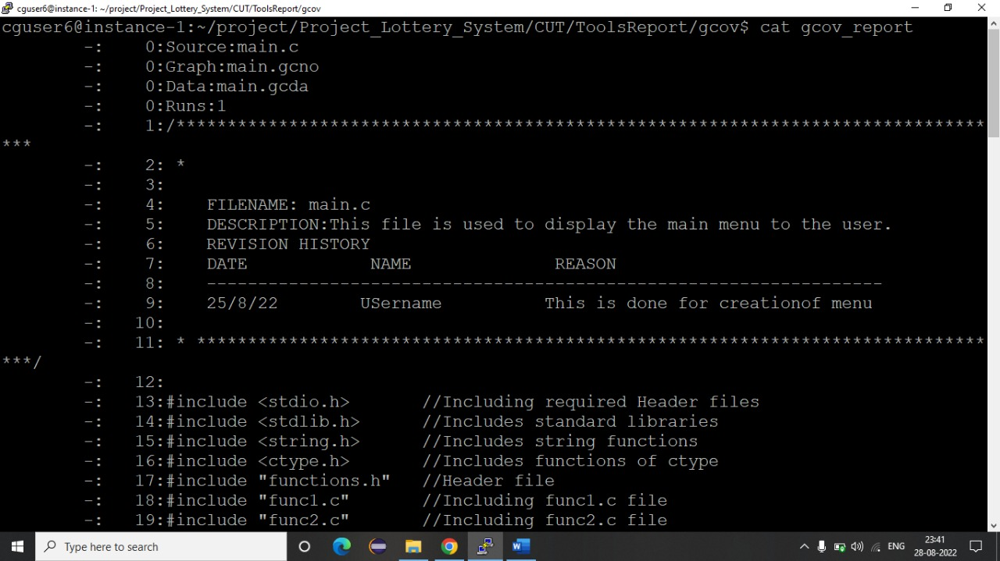 cguser6@instance-1: ~/project/Project_Lottery_System/CUT/ToolsReport/gcov
cguser6@instance-1:~/project/Project_Lottery_System/CUT/ToolsReport/gcov$ cat gcov_report
-: 0:Source:main.c
-: 0:Graph:main.gcno
-: 0:Data:main.gcda
-: 0:Runs:1
-: 1:/*******************************************************************************
***
-: 2: *
-: 3:
-: 4: FILENAME: main.c
-: 5: DESCRIPTION:This file is used to display the main menu to the user.
-: 6: REVISION HISTORY
-: 7: DATE NAME REASON
-: 8: ------------------------------------------------------------------
-: 9: 25/8/22 USername This is done for creationof menu
-: 10:
-: 11: * *****************************************************************************
***/
-: 12:
-: 13:#include <stdio.h> //Including required Header files
-: 14:#include <stdlib.h> //Includes standard libraries
-: 15:#include <string.h> //Includes string functions
-: 16:#include <ctype.h> //Includes functions of ctype
-: 17:#include "functions.h" //Header file
-: 18:#include "func1.c" //Including func1.c file
-: 19:#include "func2.c" //Including func2.c file
Type here to search
ENG
23:41
28-08-2022